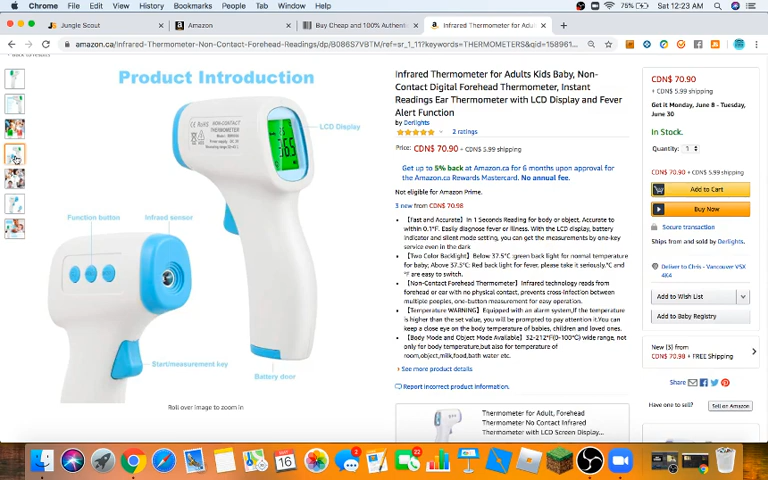 Chrome File Edit View History Bookmarks People Tab Window Help 75% Sat 12:23 AM
Jungle Scout
Amazon
Buy Cheap and 100% Authent
Infrared Thermometer for Adu
amazon.ca/Infrared-Thermometer-Non-Contact-Forehead-Readings/dp/B086S7VBTM/ref=sr_1_11?keywords=THERMOMETERS&qid=158961...
Product Introduction
LCD Display
Function button
Infrared sensor
Start/measurement key
Battery door
Roll over image to zoom in
Infrared Thermometer for Adults Kids Baby, Non-
Contact Digital Forehead Thermometer, Instant
Readings Ear Thermometer with LCD Display and Fever
Alert Function
by Derlights
2 ratings
Price: CDN$ 70.90 + CDN$ 5.99 shipping
Get up to 5% back at Amazon.ca for 6 months upon approval for
the Amazon.ca Rewards Mastercard. No annual fee.
Not eligible for Amazon Prime.
3 new from CDN$ 70.98
• 【Fast and Accurate】In 1 Seconds Reading for body or object, Accurate to
within 0.1°F. Easily diagnose fever or illness. With the LCD display, battery
indicator and silent mode setting, you can get the measurements by one-key
service even in the dark
• 【Two Color Backlight】Below 37.5℃ :green back light for normal temperature
for baby; Above 37.5℃: Red back light for fever, please take it seriously.℃ and
℉ are easy to switch.
• 【Non-Contact Forehead Thermometer】Infrared technology reads from
forehead or ear with no physical contact, prevents cross-infection between
multiple peoples, one-button measurement for easy operation.
• 【Temperature WARNING】Equipped with an alarm system,If the temperature
is higher than the set value, you will be prompted to pay attention it.You can
keep a close eye on the body temperature of babies, children and loved ones.
• 【Body Mode and Object Mode Available】32-212℉(0-100℃) wide range, not
only for body temperature,but also for temperature of
room,object,milk,food,bath water etc.
› See more product details
Report incorrect product information.
Thermometer for Adult, Forehead
Thermometer No Contact Infrared
Thermometer with LCD Screen Display...
CDN$ 70.90
+ CDN$ 5.99 shipping
Get it Monday, June 8 - Tuesday,
June 30
In Stock.
Quantity: 1
CDN$ 70.90 + CDN$ 5.99 shipping
Add to Cart
Buy Now
Secure transaction
Ships from and sold by Derlights.
Deliver to Chris - Vancouver V5X
4K4
Add to Wish List
Add to Baby Registry
New (3) from
CDN$ 70.98 + FREE Shipping
Share
Have one to sell?
Sell on Amazon
16